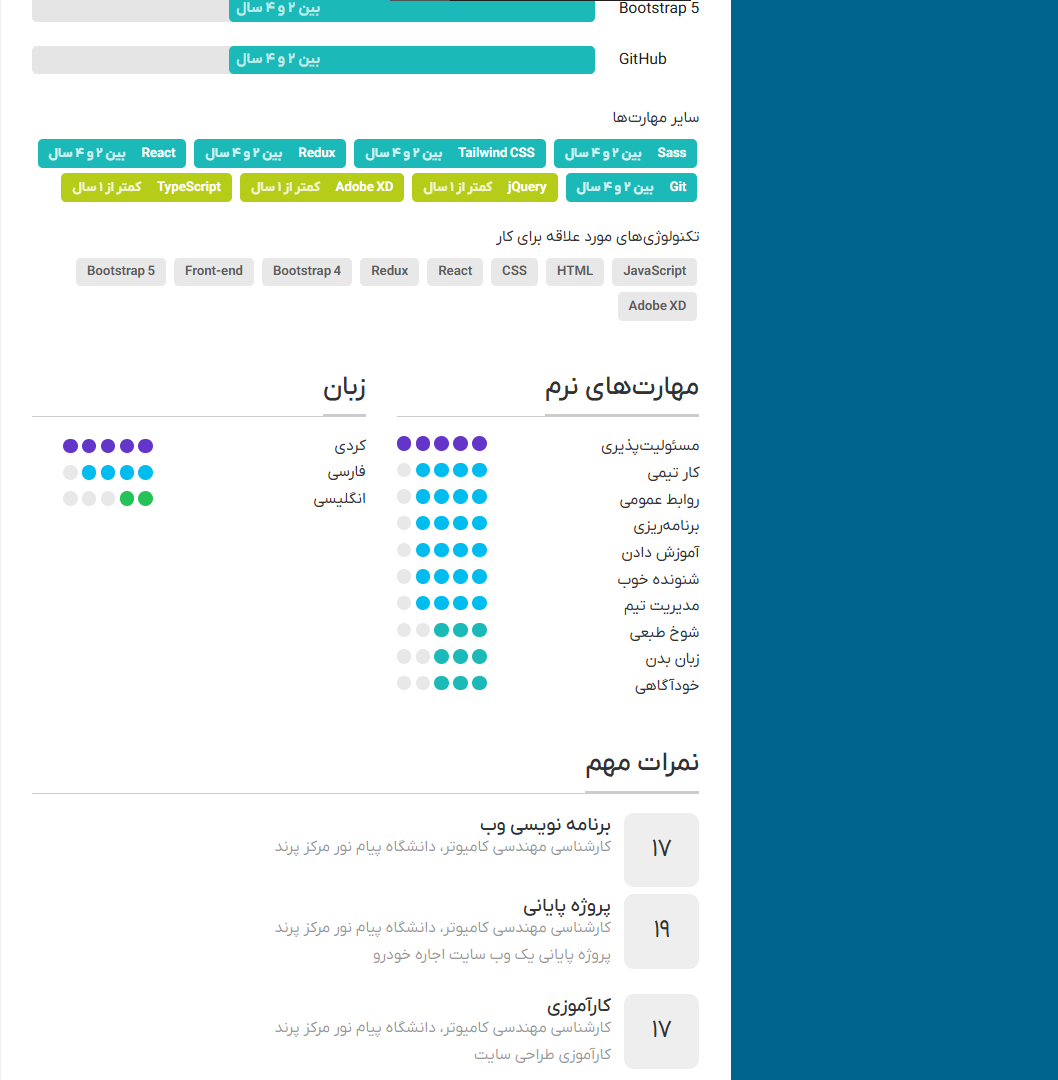 Bootstrap 5 بین ۲ و ۴ سال
GitHub بین ۲ و ۴ سال
سایر مهارت‌ها
Sass بین ۲ و ۴ سال Tailwind CSS بین ۲ و ۴ سال Redux بین ۲ و ۴ سال React بین ۲ و ۴ سال
Git بین ۲ و ۴ سال jQuery کمتر از ۱ سال Adobe XD کمتر از ۱ سال TypeScript کمتر از ۱ سال
تکنولوژی‌های مورد علاقه برای کار
JavaScript HTML CSS React Redux Bootstrap 4 Front-end Bootstrap 5
Adobe XD
مهارت‌های نرم
مسئولیت‌پذیری
کار تیمی
روابط عمومی
برنامه‌ریزی
آموزش دادن
شنونده خوب
مدیریت تیم
شوخ طبعی
زبان بدن
خودآگاهی
زبان
کردی
فارسی
انگلیسی
نمرات مهم
۱۷
برنامه نویسی وب
کارشناسی مهندسی کامپیوتر، دانشگاه پیام نور مرکز پرند
۱۹
پروژه پایانی
کارشناسی مهندسی کامپیوتر، دانشگاه پیام نور مرکز پرند
پروژه پایانی یک وب سایت اجاره خودرو
۱۷
کارآموزی
کارشناسی مهندسی کامپیوتر، دانشگاه پیام نور مرکز پرند
کارآموزی طراحی سایت